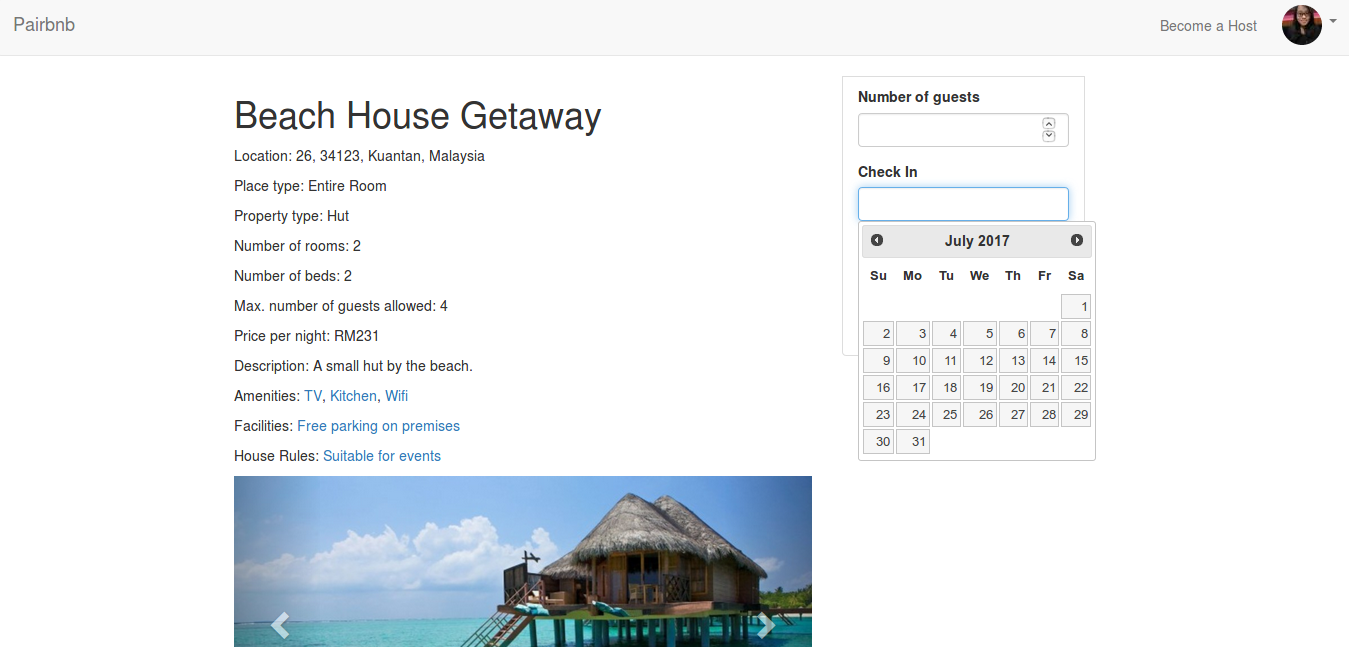 Pairbnb
Become a Host
Beach House Getaway
Location: 26, 34123, Kuantan, Malaysia
Place type: Entire Room
Property type: Hut
Number of rooms: 2
Number of beds: 2
Max. number of guests allowed: 4
Price per night: RM231
Description: A small hut by the beach.
Amenities: TV, Kitchen, Wifi
Facilities: Free parking on premises
House Rules: Suitable for events
Number of guests
Check In
July 2017
Su Mo Tu We Th Fr Sa
1
2 3 4 5 6 7 8
9 10 11 12 13 14 15
16 17 18 19 20 21 22
23 24 25 26 27 28 29
30 31